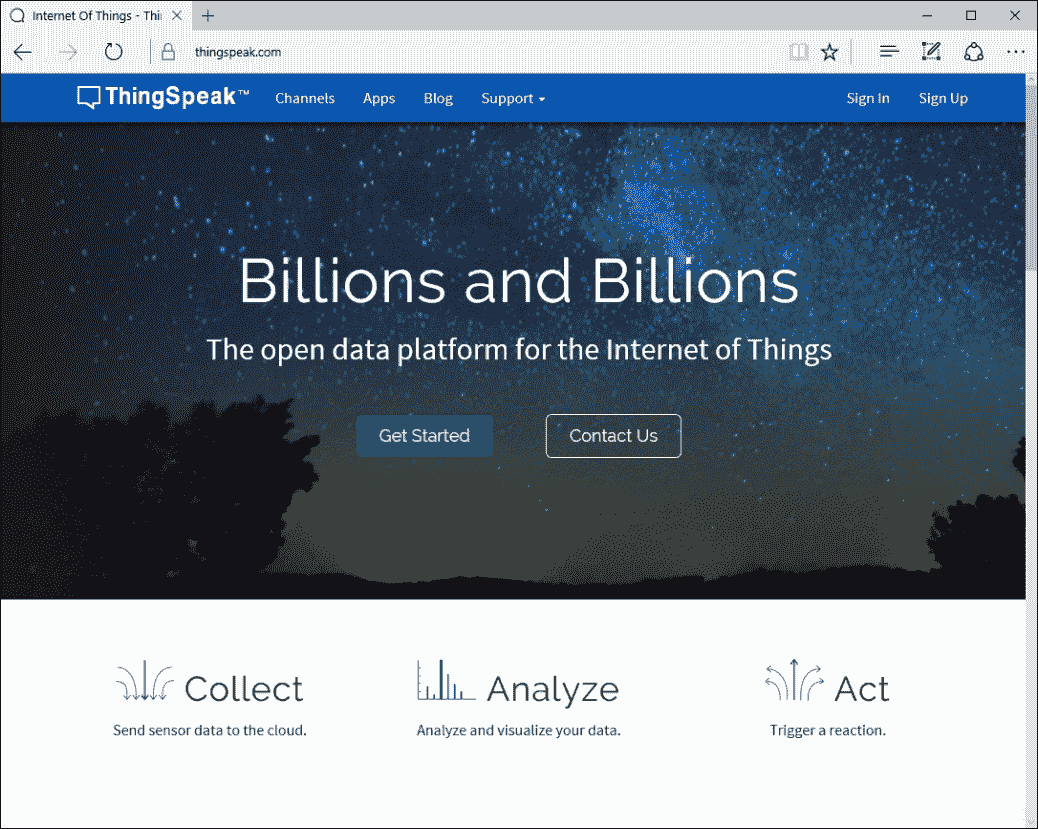 Internet Of Things - Thi
thingspeak.com
ThingSpeak™ Channels Apps Blog Support Sign In Sign Up
Billions and Billions
The open data platform for the Internet of Things
Get Started Contact Us
Collect Analyze Act
Send sensor data to the cloud. Analyze and visualize your data. Trigger a reaction.